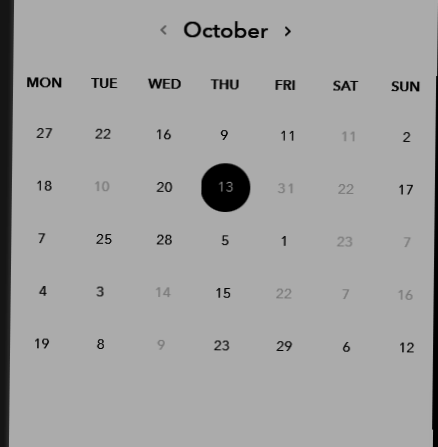 ‹ October ›
MON TUE WED THU FRI SAT SUN
27 22 16 9 11 11 2
18 10 20 13 31 22 17
7 25 28 5 1 23 7
4 3 14 15 22 7 16
19 8 9 23 29 6 12